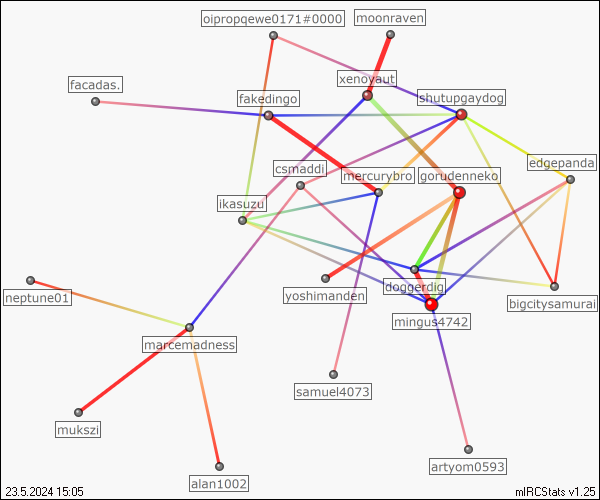 oipropqewe0171#0000
moonraven
xenoyaut
facadas.
fakedingo
shutupgaydog
edgepanda
csmaddi
mercurybro
gorudenneko
ikasuzu
neptune01
yoshimanden
doggerdig
bigcitysamurai
mingus4742
marcemadness
samuel4073
mukszi
artyom0593
alan1002
23.5.2024 15:05
mIRCStats v1.25